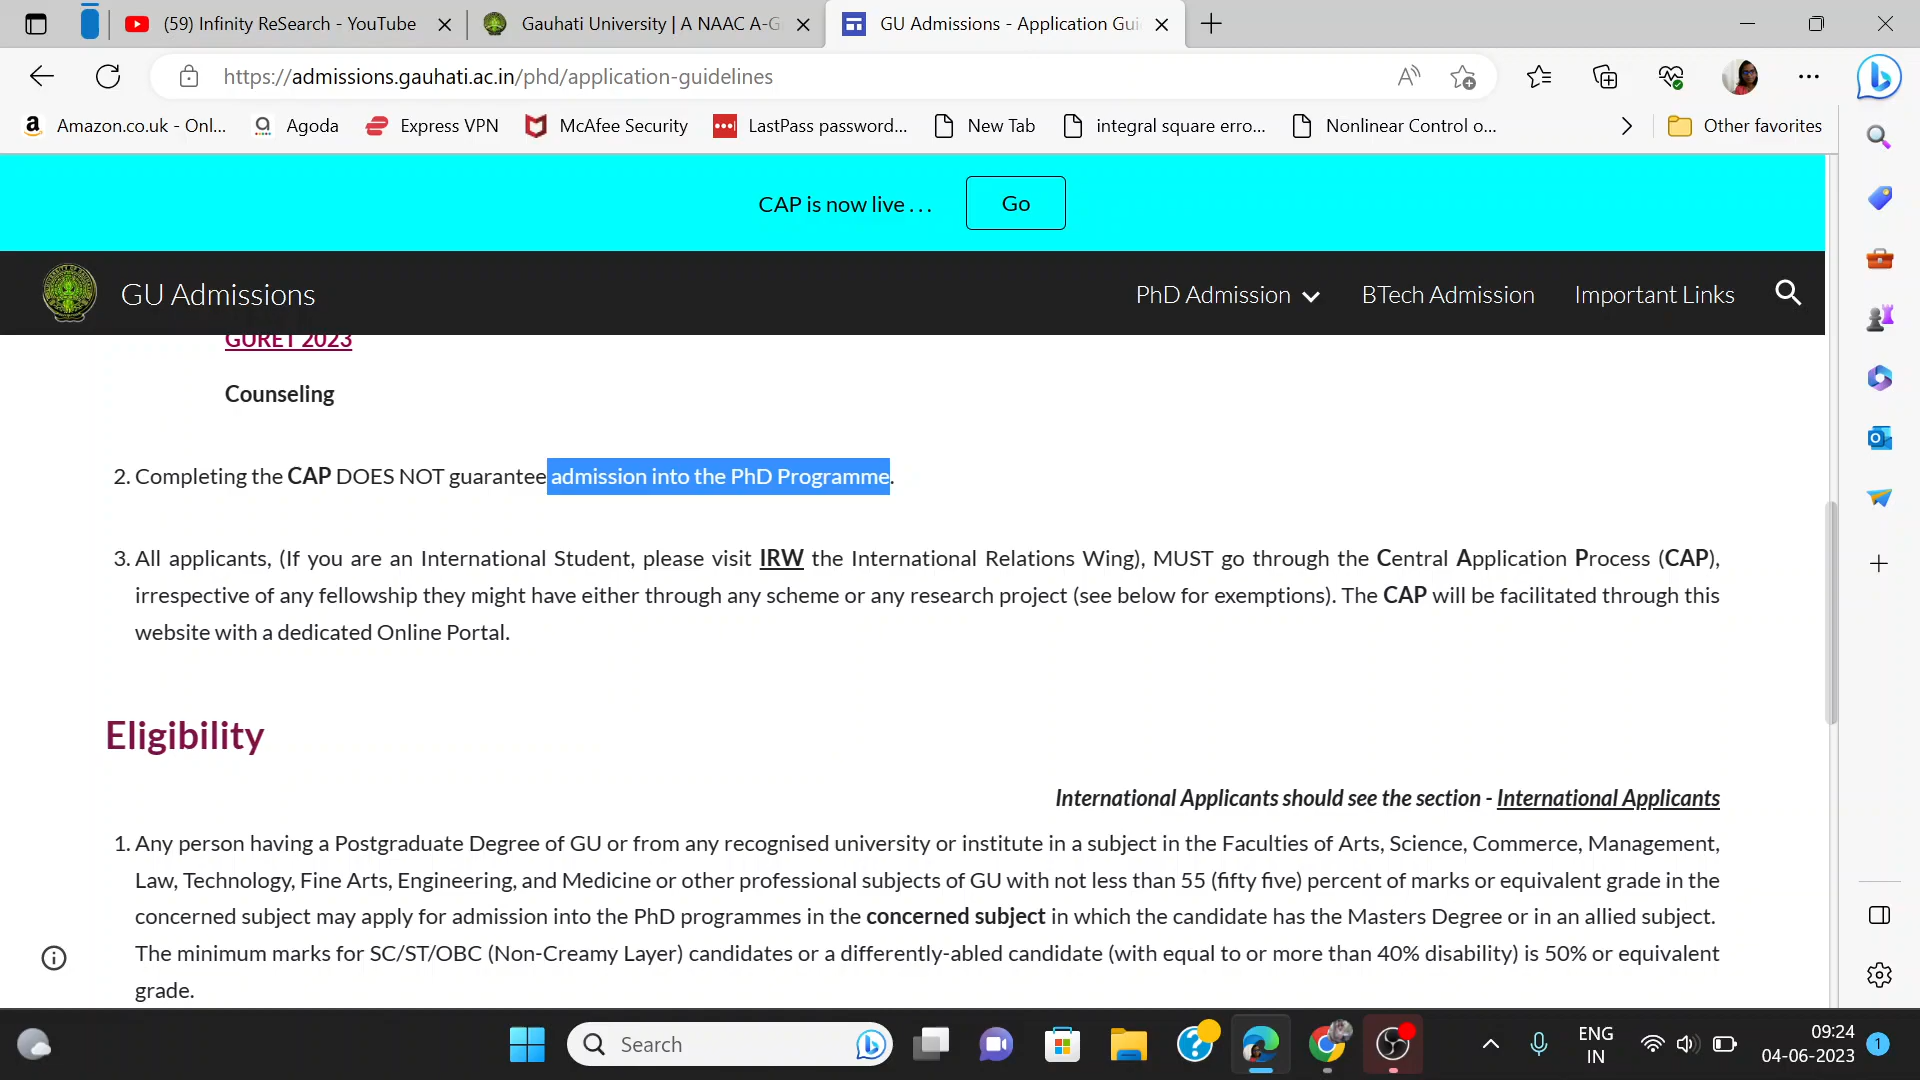 (59) Infinity ReSearch - YouTube
Gauhati University | A NAAC A-G
GU Admissions - Application Gui
https://admissions.gauhati.ac.in/phd/application-guidelines
Amazon.co.uk - Onl...
Agoda
Express VPN
McAfee Security
LastPass password...
New Tab
integral square erro...
Nonlinear Control o...
Other favorites
CAP is now live . . .
Go
GU Admissions
PhD Admission
BTech Admission
Important Links
GURET 2023
Counseling
2. Completing the CAP DOES NOT guarantee admission into the PhD Programme.
3. All applicants, (If you are an International Student, please visit IRW the International Relations Wing), MUST go through the Central Application Process (CAP),
irrespective of any fellowship they might have either through any scheme or any research project (see below for exemptions). The CAP will be facilitated through this
website with a dedicated Online Portal.
Eligibility
International Applicants should see the section - International Applicants
1. Any person having a Postgraduate Degree of GU or from any recognised university or institute in a subject in the Faculties of Arts, Science, Commerce, Management,
Law, Technology, Fine Arts, Engineering, and Medicine or other professional subjects of GU with not less than 55 (fifty five) percent of marks or equivalent grade in the
concerned subject may apply for admission into the PhD programmes in the concerned subject in which the candidate has the Masters Degree or in an allied subject.
The minimum marks for SC/ST/OBC (Non-Creamy Layer) candidates or a differently-abled candidate (with equal to or more than 40% disability) is 50% or equivalent
grade.
Search
ENG
IN
09:24
04-06-2023
1